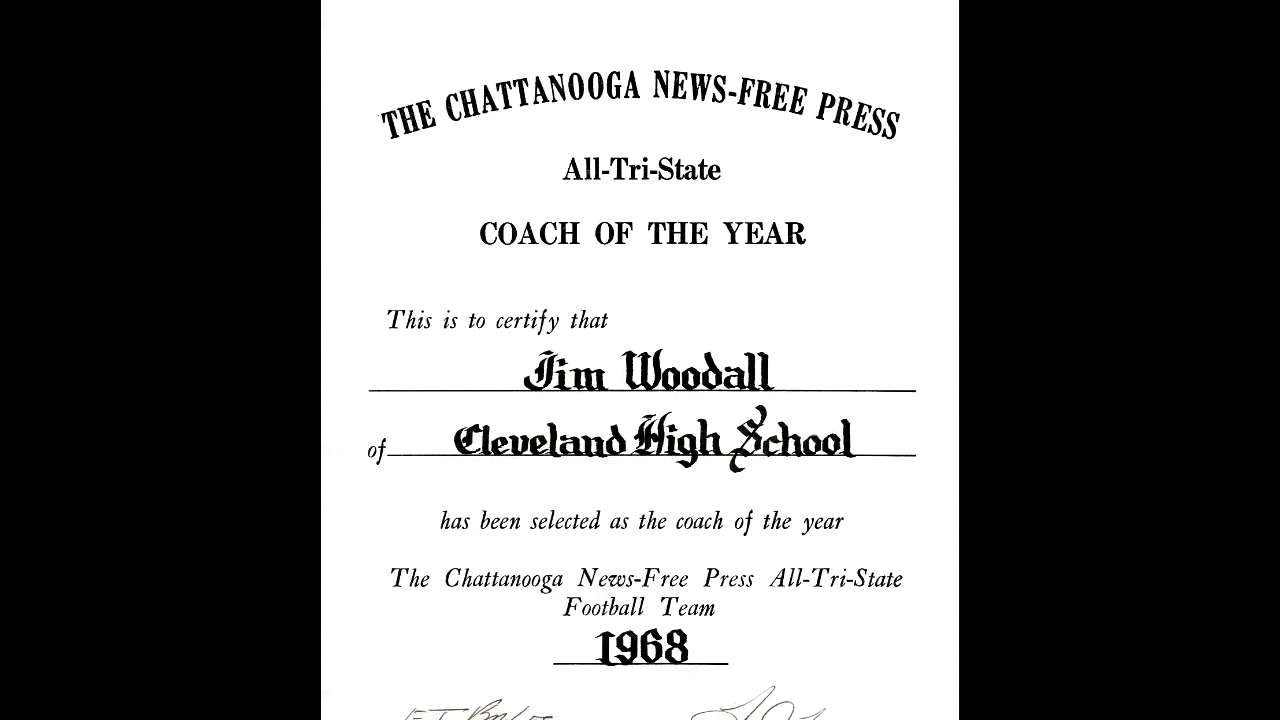 THE CHATTANOOGA NEWS-FREE PRESS
All-Tri-State
COACH OF THE YEAR
This is to certify that
Jim Woodall
of Cleveland High School
has been selected as the coach of the year
The Chattanooga News-Free Press All-Tri-State
Football Team
1968